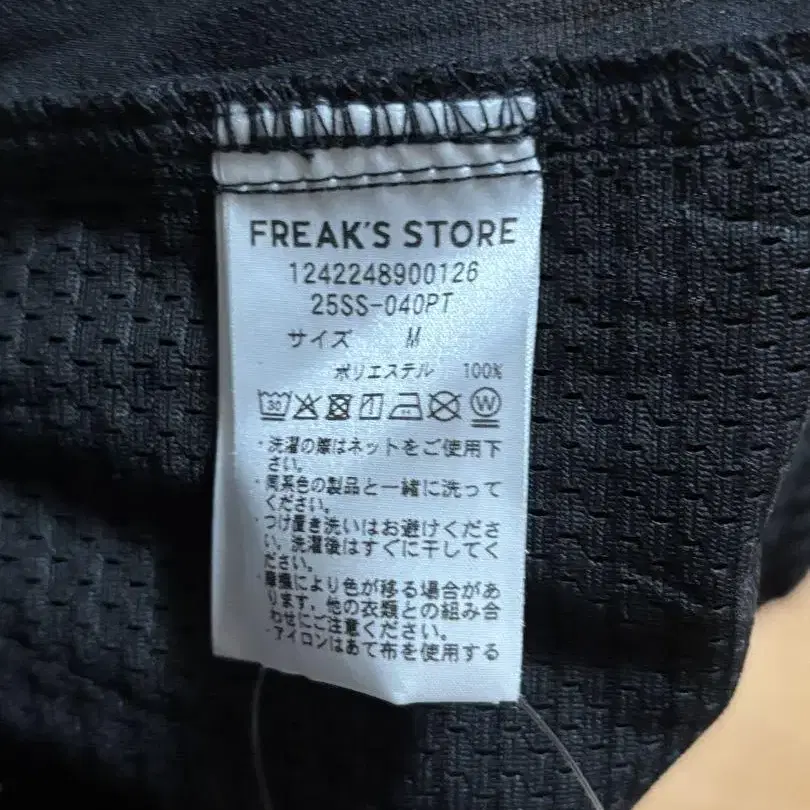 FREAK'S STORE
1242248900126
25SS-040PT
サイズ M
ポリエステル 100%
30 W
・洗濯の際はネットをご使用下
さい。
・同系色の製品と一緒に洗って
ください。
・つけ置き洗いはお避けくださ
い。洗濯後はすぐに干してく
ださい。
・摩擦により色が移る場合があ
ります。他の衣類との組み合
わせにご注意ください。
・アイロンはあて布を使用する